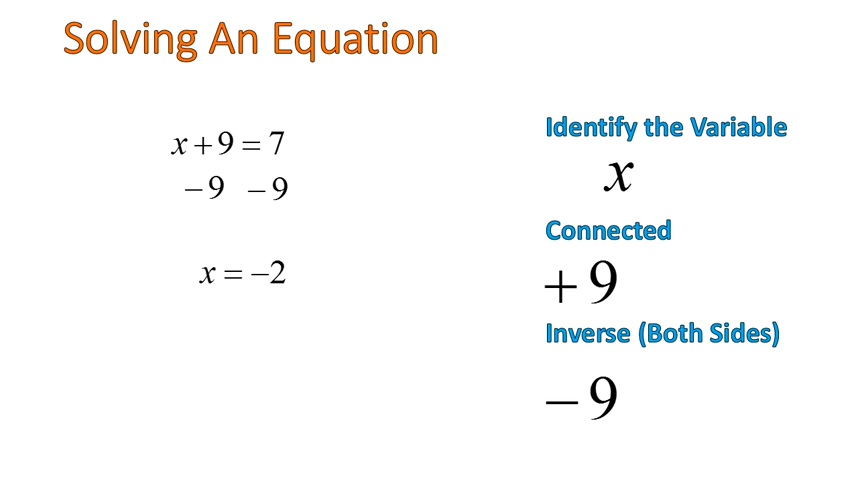 Solving An Equation
x + 9 = 7
− 9 − 9
x = −2
Identify the Variable
x
Connected
+ 9
Inverse (Both Sides)
− 9